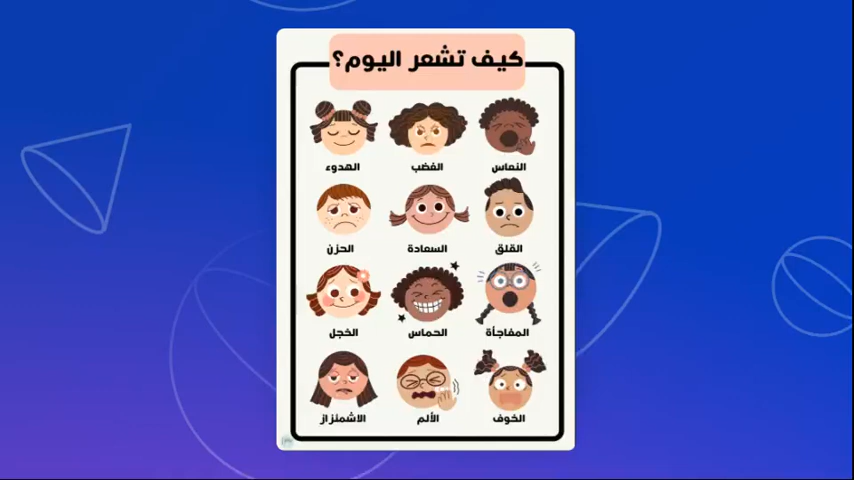 كيف تشعر اليوم؟
النعاس
الغضب
الهدوء
القلق
السعادة
الحزن
المفاجأة
الحماس
الخجل
الخوف
الألم
الاشمئزاز